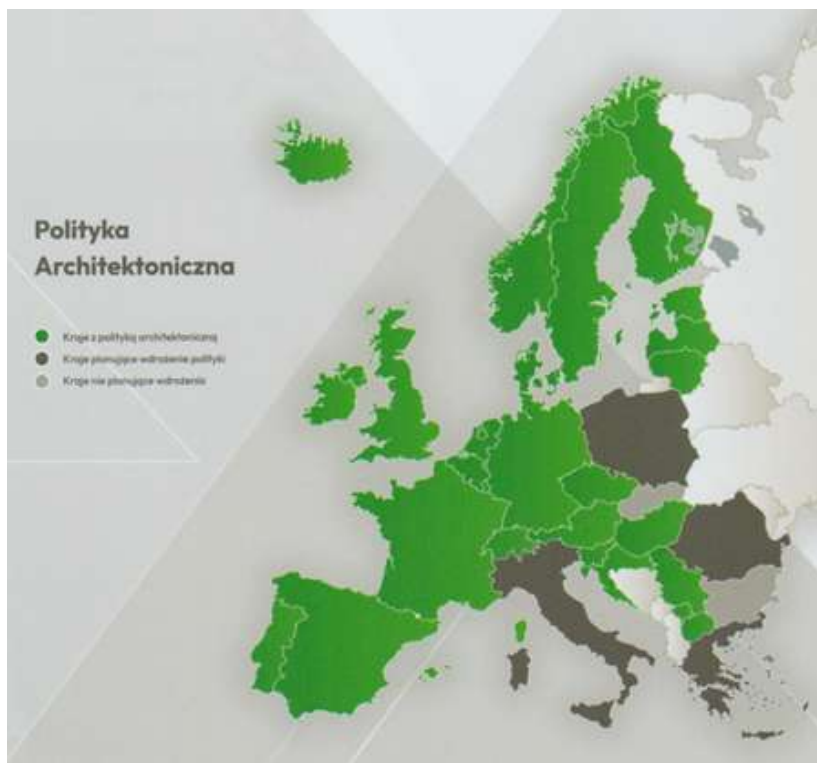 Polityka
Architektoniczna
Kraje z polityką architektoniczną
Kraje planujące wdrożenie polityki
Kraje nie planujące wdrożenia